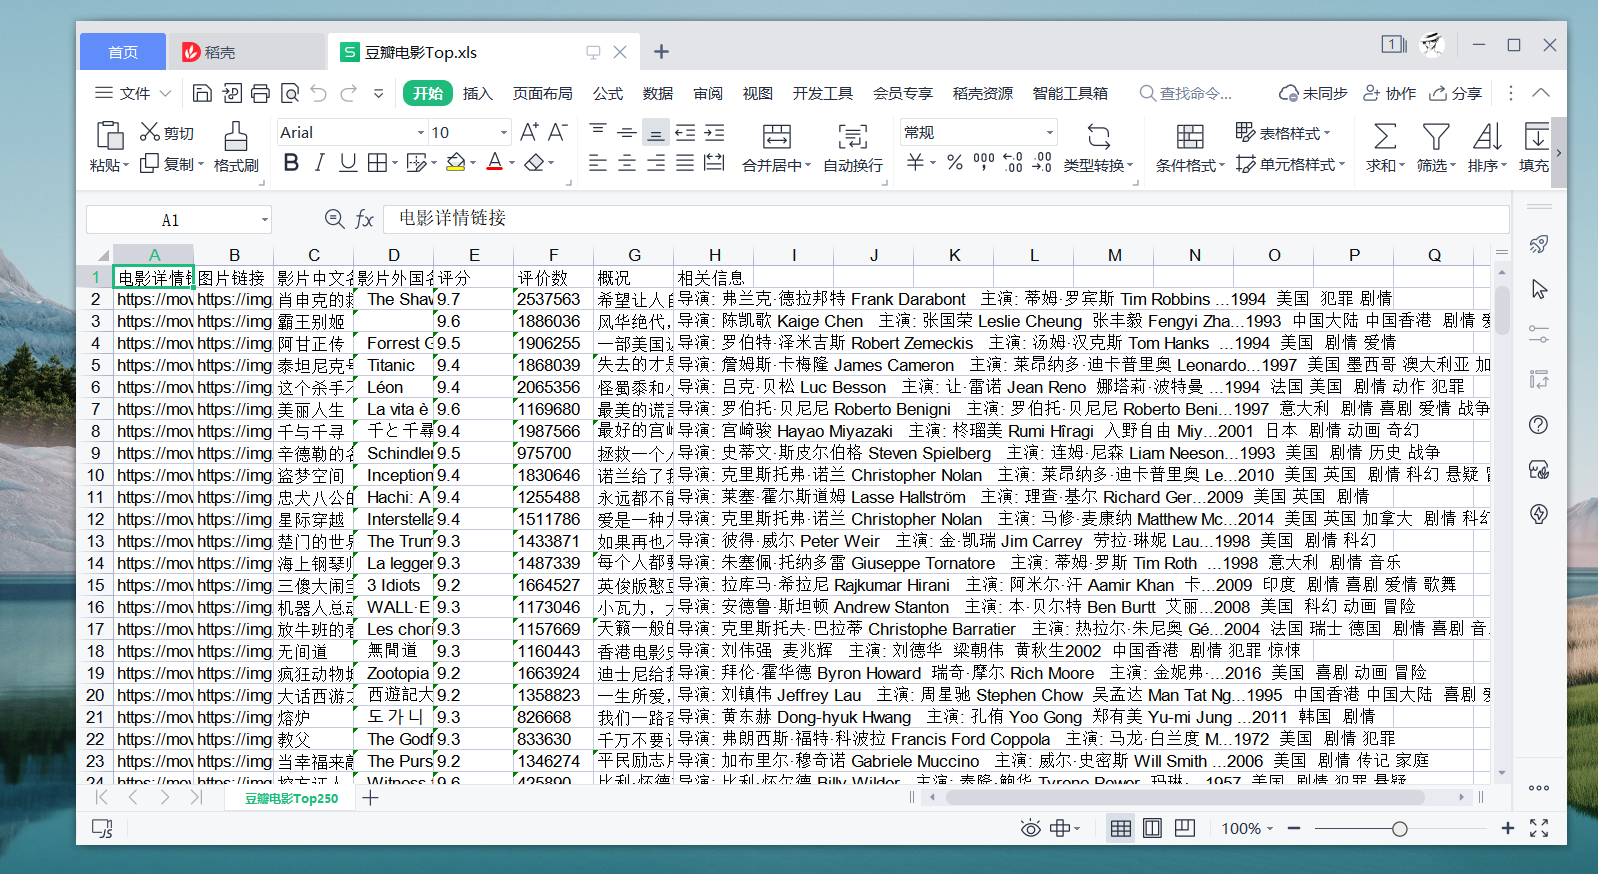 首页 稻壳 S 豆瓣电影Top.xls
文件 开始 插入 页面布局 公式 数据 审阅 视图 开发工具 会员专享 稻壳资源 智能工具箱 查找命令... 未同步 协作 分享
剪切 Arial 10 A+ A- 常规 表格样式
粘贴 复制 格式刷 B I U A 合并居中 自动换行 ¥ % 类型转换 条件格式 单元格样式 求和 筛选 排序 填充
A1 fx 电影详情链接
A B C D E F G H I J K L M N O P Q
1 电影详情 图片链接 影片中文 影片外国 评分 评价数 概况 相关信息
2 https://mov https://img 肖申克的 The Shaw 9.7 2537563 希望让人 导演: 弗兰克·德拉邦特 Frank Darabont 主演: 蒂姆·罗宾斯 Tim Robbins ...1994 美国 犯罪 剧情
3 https://mov https://img 霸王别姬 9.6 1886036 风华绝代, 导演: 陈凯歌 Kaige Chen 主演: 张国荣 Leslie Cheung 张丰毅 Fengyi Zha...1993 中国大陆 中国香港 剧情
4 https://mov https://img 阿甘正传 Forrest G 9.5 1906255 一部美国 导演: 罗伯特·泽米吉斯 Robert Zemeckis 主演: 汤姆·汉克斯 Tom Hanks ...1994 美国 剧情 爱情
5 https://mov https://img 泰坦尼克 Titanic 9.4 1868039 失去的才 导演: 詹姆斯·卡梅隆 James Cameron 主演: 莱昂纳多·迪卡普里奥 Leonardo...1997 美国 墨西哥 澳大利亚 加
6 https://mov https://img 这个杀手 Léon 9.4 2065356 怪蜀黍和 导演: 吕克·贝松 Luc Besson 主演: 让·雷诺 Jean Reno 娜塔莉·波特曼 ...1994 法国 美国 剧情 动作 犯罪
7 https://mov https://img 美丽人生 La vita è 9.6 1169680 最美的谎 导演: 罗伯托·贝尼尼 Roberto Benigni 主演: 罗伯托·贝尼尼 Roberto Beni...1997 意大利 剧情 喜剧 爱情 战争
8 https://mov https://img 千与千寻 千と千尋 9.4 1987566 最好的宫 导演: 宫崎骏 Hayao Miyazaki 主演: 柊瑠美 Rumi Hîragi 入野自由 Miy...2001 日本 剧情 动画 奇幻
9 https://mov https://img 辛德勒的 Schindler 9.5 975700 拯救一个 导演: 史蒂文·斯皮尔伯格 Steven Spielberg 主演: 连姆·尼森 Liam Neeson...1993 美国 剧情 历史 战争
10 https://mov https://img 盗梦空间 Inception 9.4 1830646 诺兰给了 导演: 克里斯托弗·诺兰 Christopher Nolan 主演: 莱昂纳多·迪卡普里奥 Le...2010 美国 英国 剧情 科幻 悬疑
11 https://mov https://img 忠犬八公 Hachi: A 9.4 1255488 永远都不 导演: 莱塞·霍尔斯道姆 Lasse Hallström 主演: 理查·基尔 Richard Ger...2009 美国 英国 剧情
12 https://mov https://img 星际穿越 Interstella 9.4 1511786 爱是一种 导演: 克里斯托弗·诺兰 Christopher Nolan 主演: 马修·麦康纳 Matthew Mc...2014 美国 英国 加拿大 剧情 科幻
13 https://mov https://img 楚门的世 The Trum 9.3 1433871 如果再也 导演: 彼得·威尔 Peter Weir 主演: 金·凯瑞 Jim Carrey 劳拉·琳妮 Lau...1998 美国 剧情 科幻
14 https://mov https://img 海上钢琴 La legger 9.3 1487339 每个人都 导演: 朱塞佩·托纳多雷 Giuseppe Tornatore 主演: 蒂姆·罗斯 Tim Roth ...1998 意大利 剧情 音乐
15 https://mov https://img 三傻大闹 3 Idiots 9.2 1664527 英俊版憨 导演: 拉库马·希拉尼 Rajkumar Hirani 主演: 阿米尔·汗 Aamir Khan 卡...2009 印度 剧情 喜剧 爱情 歌舞
16 https://mov https://img 机器人总 WALL·E 9.3 1173046 小瓦力, 导演: 安德鲁·斯坦顿 Andrew Stanton 主演: 本·贝尔特 Ben Burtt 艾丽...2008 美国 科幻 动画 冒险
17 https://mov https://img 放牛班的 Les chori 9.3 1157669 天籁一般 导演: 克里斯托夫·巴拉蒂 Christophe Barratier 主演: 热拉尔·朱尼奥 Gé...2004 法国 瑞士 德国 剧情 喜剧 音
18 https://mov https://img 无间道 無間道 9.3 1160443 香港电影 导演: 刘伟强 麦兆辉 主演: 刘德华 梁朝伟 黄秋生2002 中国香港 剧情 犯罪 惊悚
19 https://mov https://img 疯狂动物 Zootopia 9.2 1663924 迪士尼给 导演: 拜伦·霍华德 Byron Howard 瑞奇·摩尔 Rich Moore 主演: 金妮弗...2016 美国 喜剧 动画 冒险
20 https://mov https://img 大话西游 西遊記大 9.2 1358823 一生所爱, 导演: 刘镇伟 Jeffrey Lau 主演: 周星驰 Stephen Chow 吴孟达 Man Tat Ng...1995 中国香港 中国大陆 喜剧
21 https://mov https://img 熔炉 도가니 9.3 826668 我们一路 导演: 黄东赫 Dong-hyuk Hwang 主演: 孔侑 Yoo Gong 郑有美 Yu-mi Jung ...2011 韩国 剧情
22 https://mov https://img 教父 The Godf 9.3 833630 千万不要 导演: 弗朗西斯·福特·科波拉 Francis Ford Coppola 主演: 马龙·白兰度 M...1972 美国 剧情 犯罪
23 https://mov https://img 当幸福来 The Purs 9.2 1346274 平民励志 导演: 加布里尔·穆奇诺 Gabriele Muccino 主演: 威尔·史密斯 Will Smith ...2006 美国 剧情 传记 家庭
24 https://mov https://img 控方证人 Witness 9.6 425890 比利·怀德 导演: 比利·怀尔德 Billy Wilder 主演: 泰隆·鲍华 Tyrone Power 玛琳· 1957 美国 剧情 犯罪 悬疑
豆瓣电影Top250
100%